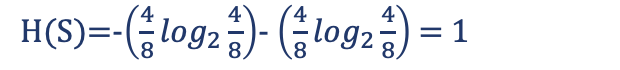 H(S)=-(4/8 log₂ 4/8)- (4/8 log₂ 4/8) = 1